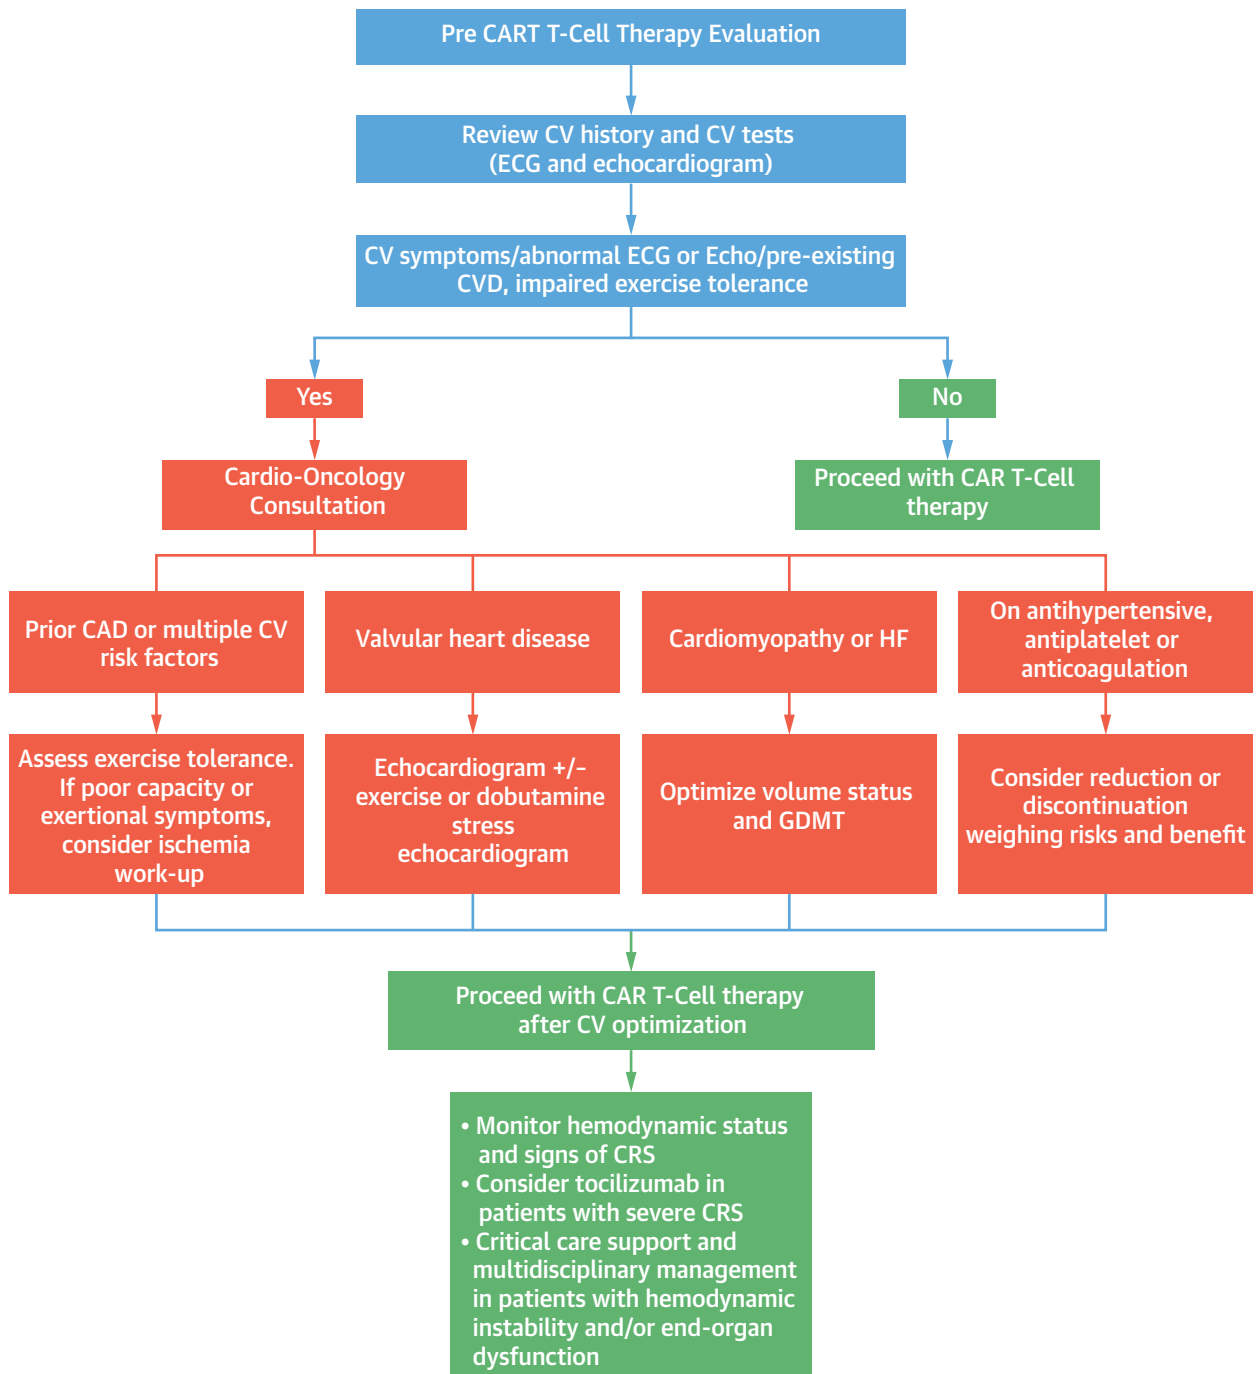 Pre CART T-Cell Therapy Evaluation
Review CV history and CV tests
(ECG and echocardiogram)
CV symptoms/abnormal ECG or Echo/pre-existing
CVD, impaired exercise tolerance
Yes
No
Cardio-Oncology
Consultation
Proceed with CAR T-Cell
therapy
Prior CAD or multiple CV
risk factors
Valvular heart disease
Cardiomyopathy or HF
On antihypertensive,
antiplatelet or
anticoagulation
Assess exercise tolerance.
If poor capacity or
exertional symptoms,
consider ischemia
work-up
Echocardiogram +/–
exercise or dobutamine
stress
echocardiogram
Optimize volume status
and GDMT
Consider reduction or
discontinuation
weighing risks and benefit
Proceed with CAR T-Cell therapy
after CV optimization
• Monitor hemodynamic status
and signs of CRS
• Consider tocilizumab in
patients with severe CRS
• Critical care support and
multidisciplinary management
in patients with hemodynamic
instability and/or end-organ
dysfunction